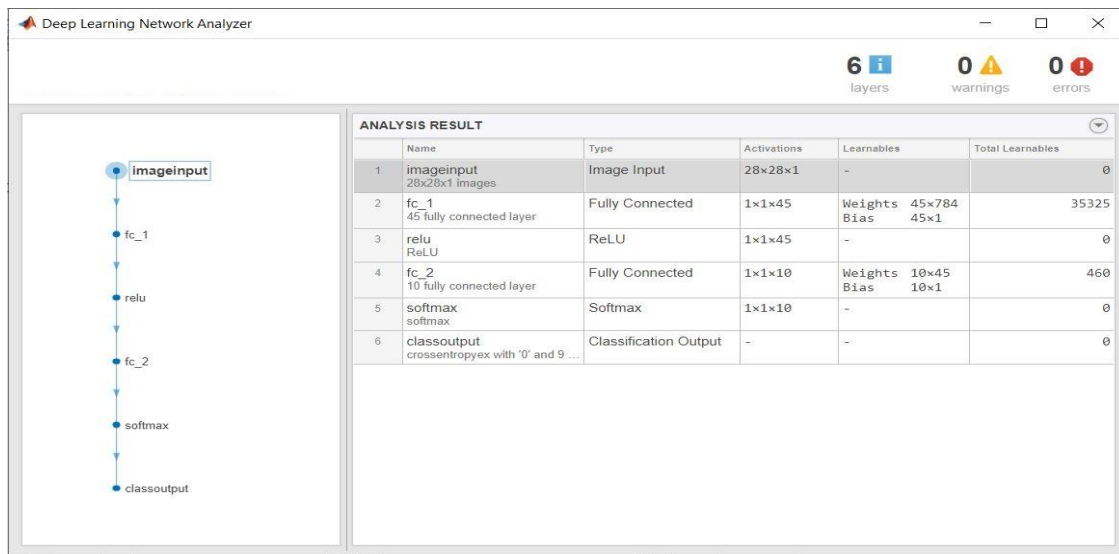 Deep Learning Network Analyzer
6
layers
0
warnings
0
errors
imageinput
fc_1
relu
fc_2
softmax
classoutput
ANALYSIS RESULT
Name Type Activations Learnables Total Learnables
1 imageinput Image Input 28×28×1 - 0
28x28x1 images
2 fc_1 Fully Connected 1×1×45 Weights 45×784 35325
45 fully connected layer Bias 45×1
3 relu ReLU 1×1×45 - 0
ReLU
4 fc_2 Fully Connected 1×1×10 Weights 10×45 460
10 fully connected layer Bias 10×1
5 softmax Softmax 1×1×10 - 0
softmax
6 classoutput Classification Output - - 0
crossentropyex with '0' and 9 ...